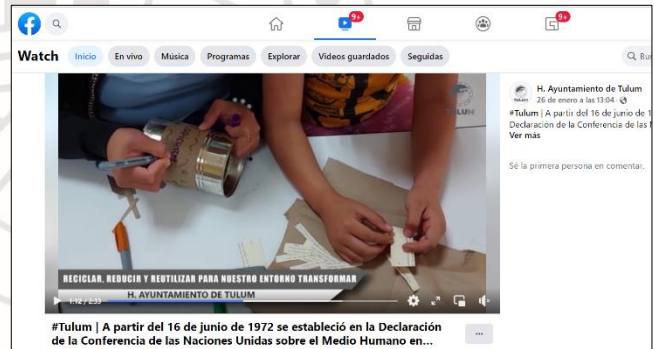 9+
9+
Watch
Inicio
En vivo
Música
Programas
Explorar
Videos guardados
Seguidas
RECICLAR, REDUCIR Y REUTILIZAR PARA NUESTRO ENTORNO TRANSFORMAR
H. AYUNTAMIENTO DE TULUM
1:12 / 2:33
#Tulum | A partir del 16 de junio de 1972 se estableció en la Declaración
de la Conferencia de las Naciones Unidas sobre el Medio Humano en...
H. Ayuntamiento de Tulum
26 de enero a las 13:04
#Tulum | A partir del 16 de junio de 1
Declaración de la Conferencia de las
Ver más
Sé la primera persona en comentar.